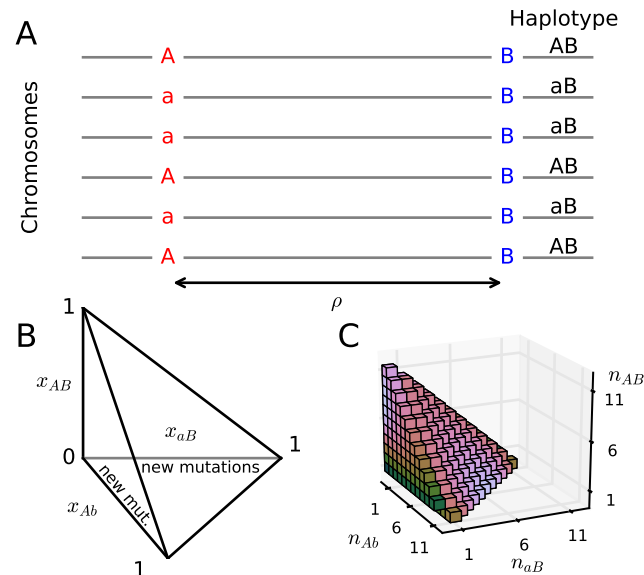 A
Haplotype
Chromosomes
A B AB
a B aB
a B aB
A B AB
a B aB
A B AB
ρ
B
1
x_AB
x_aB
0
1
new mutations
new mut.
x_Ab
1
C
n_AB
11
6
1
1
6
11
n_Ab
1
6
11
n_aB